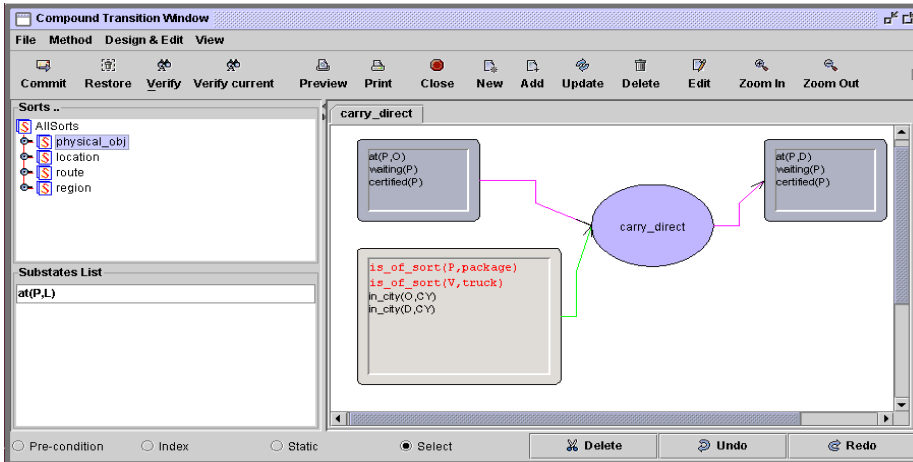 Compound Transition Window
File Method Design & Edit View
Commit Restore Verify Verify current Preview Print Close New Add Update Delete Edit Zoom In Zoom Out
Sorts ..
AllSorts
physical_obj
location
route
region
Substates List
at(P,L)
carry_direct
at(P,O)
waiting(P)
certified(P)
is_of_sort(P,package)
is_of_sort(V,truck)
in_city(O,CY)
in_city(D,CY)
carry_direct
at(P,D)
waiting(P)
certified(P)
Pre-condition Index Static Select Delete Undo Redo